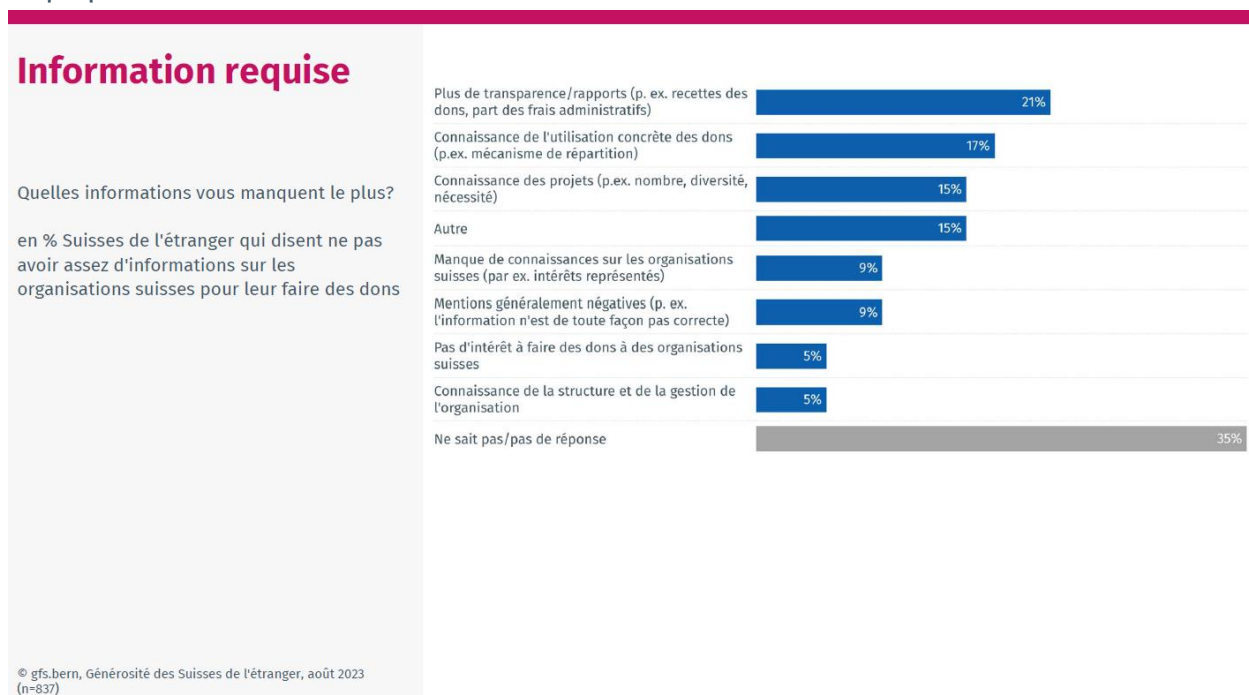 Information requise
Quelles informations vous manquent le plus?
en % Suisses de l'étranger qui disent ne pas
avoir assez d'informations sur les
organisations suisses pour leur faire des dons
Plus de transparence/rapports (p. ex. recettes des
dons, part des frais administratifs)
21%
Connaissance de l'utilisation concrète des dons
(p.ex. mécanisme de répartition)
17%
Connaissance des projets (p.ex. nombre, diversité,
nécessité)
15%
Autre
15%
Manque de connaissances sur les organisations
suisses (par ex. intérêts représentés)
9%
Mentions généralement négatives (p. ex.
l'information n'est de toute façon pas correcte)
9%
Pas d'intérêt à faire des dons à des organisations
suisses
5%
Connaissance de la structure et de la gestion de
l'organisation
5%
Ne sait pas/pas de réponse
35%
© gfs.bern, Générosité des Suisses de l'étranger, août 2023
(n=837)